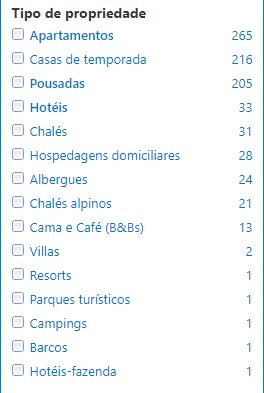 Tipo de propriedade
Apartamentos 265
Casas de temporada 216
Pousadas 205
Hotéis 33
Chalés 31
Hospedagens domiciliares 28
Albergues 24
Chalés alpinos 21
Cama e Café (B&Bs) 13
Villas 2
Resorts 1
Parques turísticos 1
Campings 1
Barcos 1
Hotéis-fazenda 1